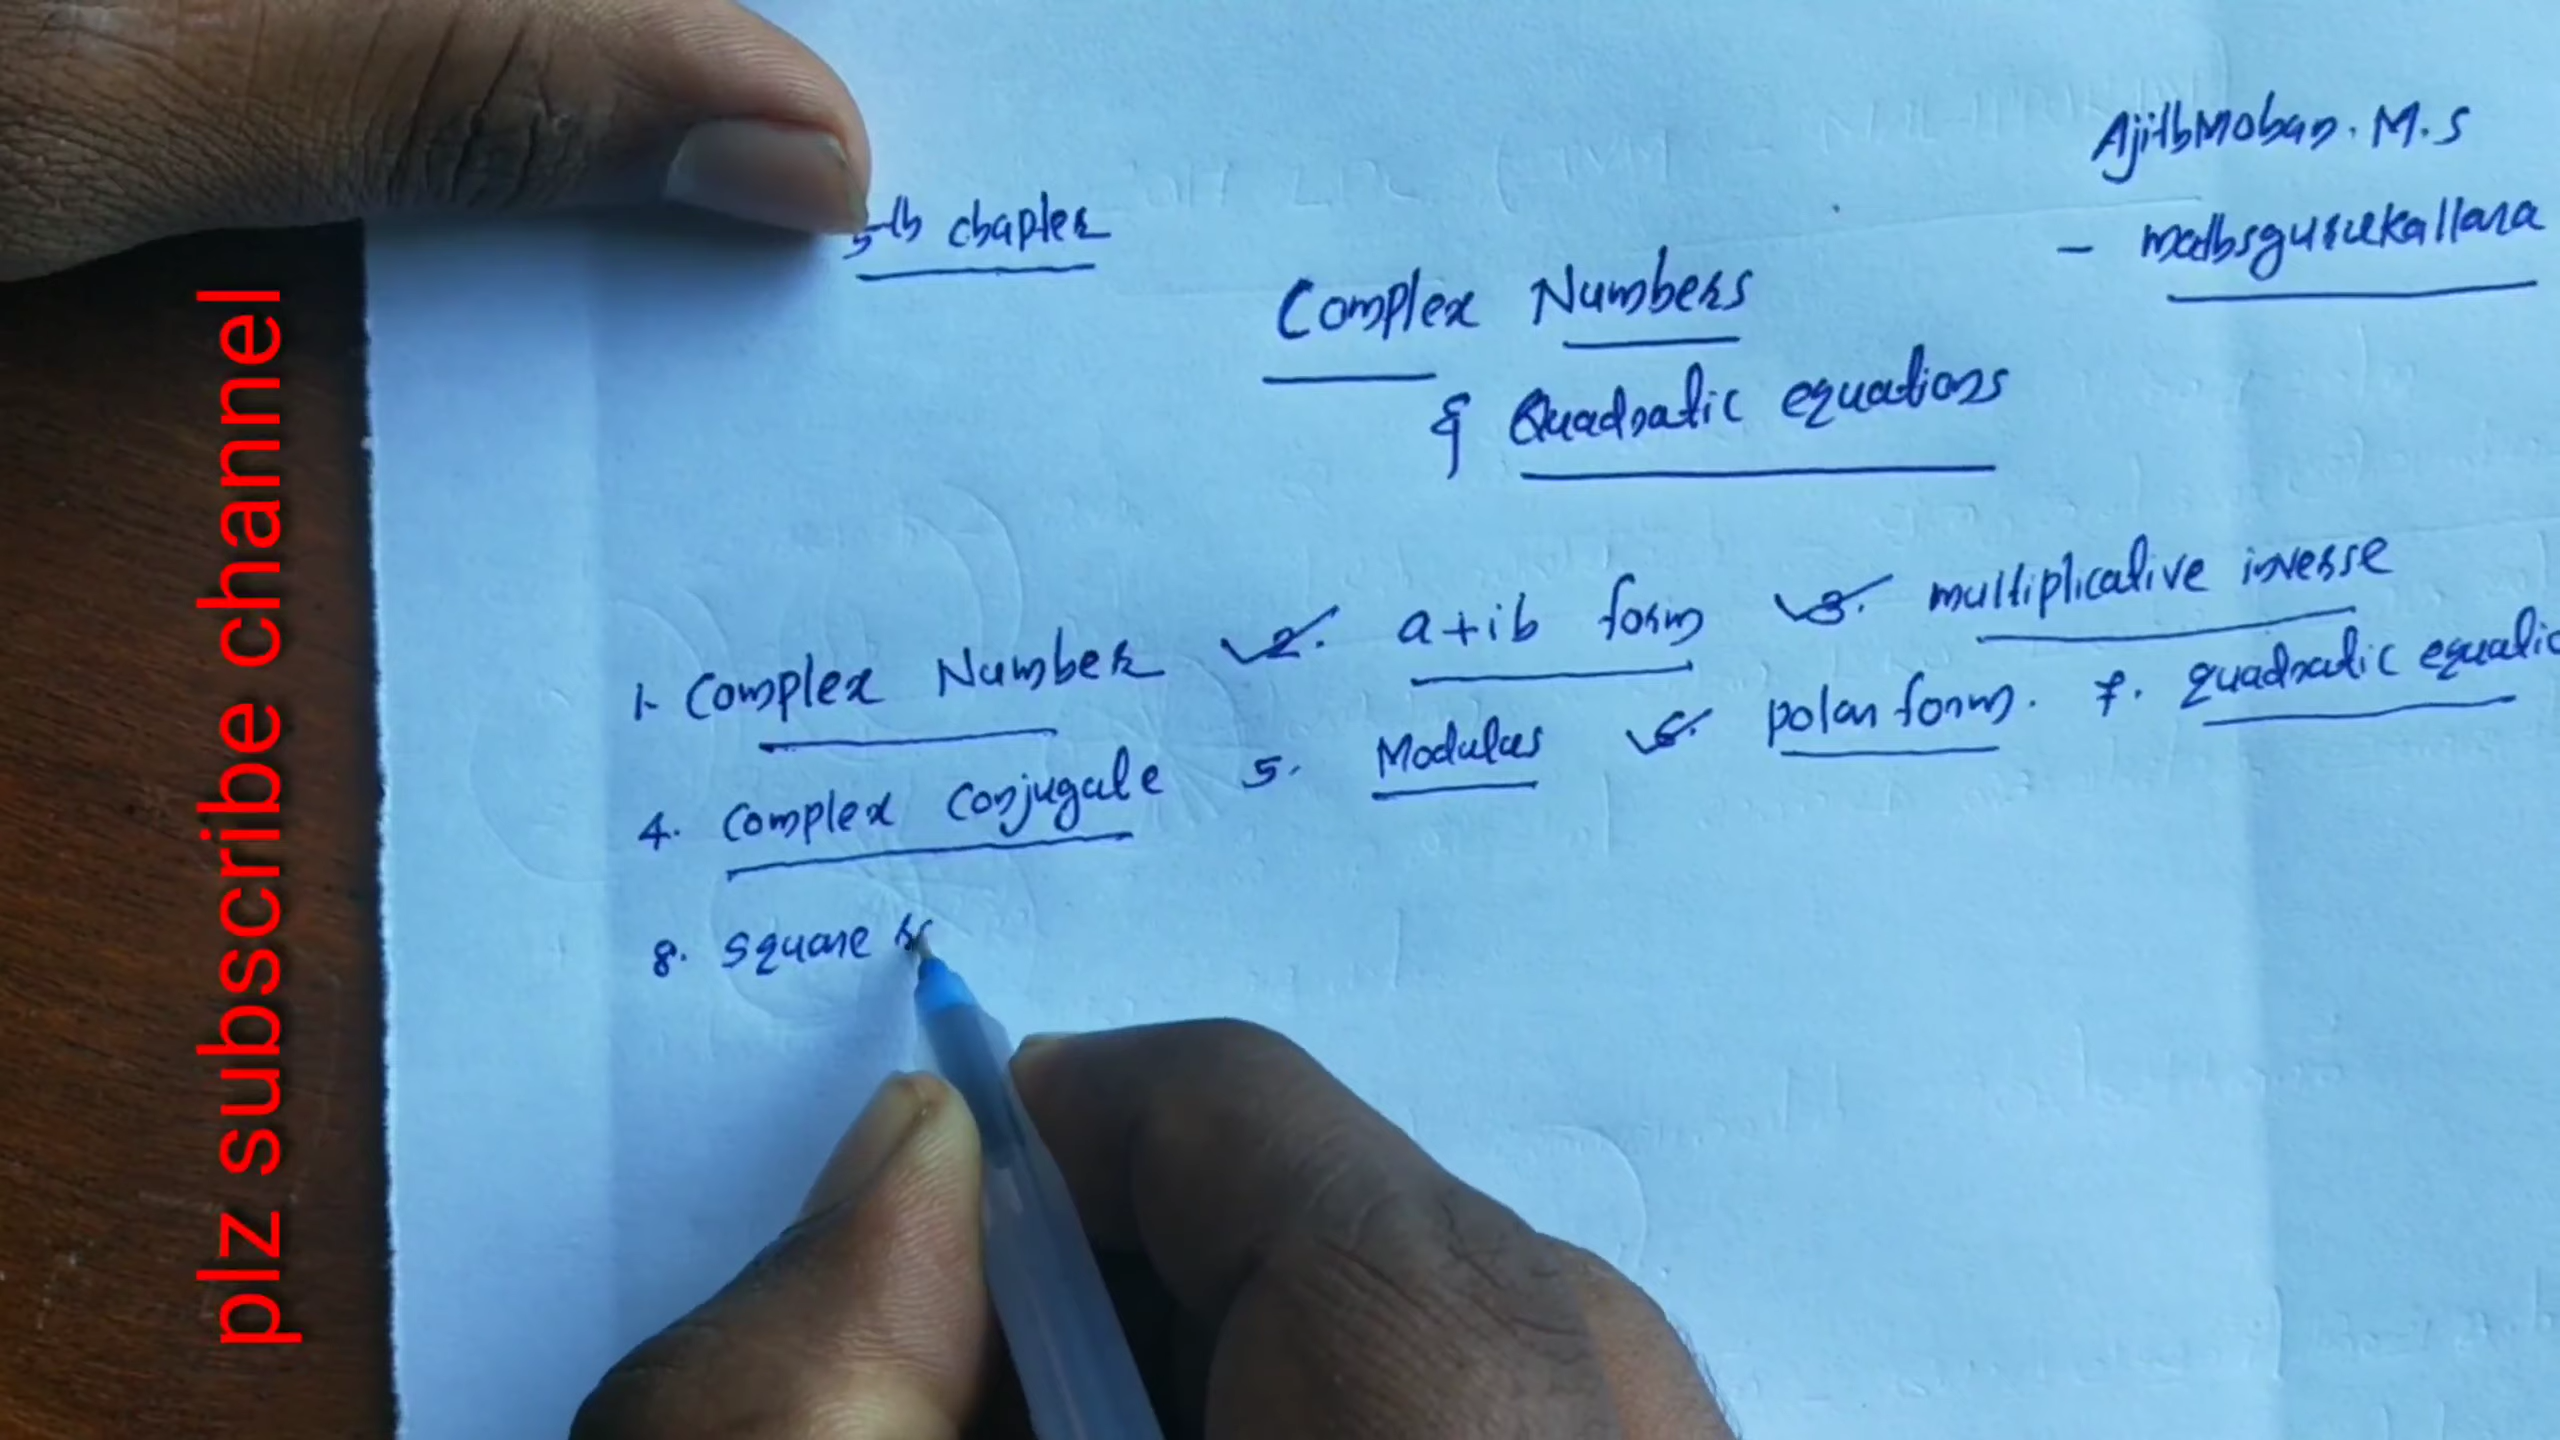 AjithMohan. M.S
5th chapter
- mathsgurukallara
Complex Numbers
& Quadratic equations
1. Complex Number 2. a+ib form 3. multiplicative inverse
4. Complex Conjugate 5. Modulus 6. polar form. 7. quadratic equatio
8. Square
plz subscribe channel